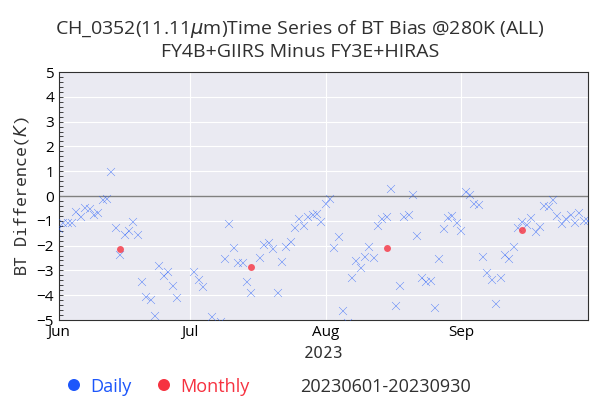 CH_0352(11.11μm)Time Series of BT Bias @280K (ALL)
FY4B+GIIRS Minus FY3E+HIRAS
5
4
3
2
1
0
−1
−2
−3
−4
−5
BT Difference(K)
Jun Jul Aug Sep
2023
Daily Monthly 20230601-20230930